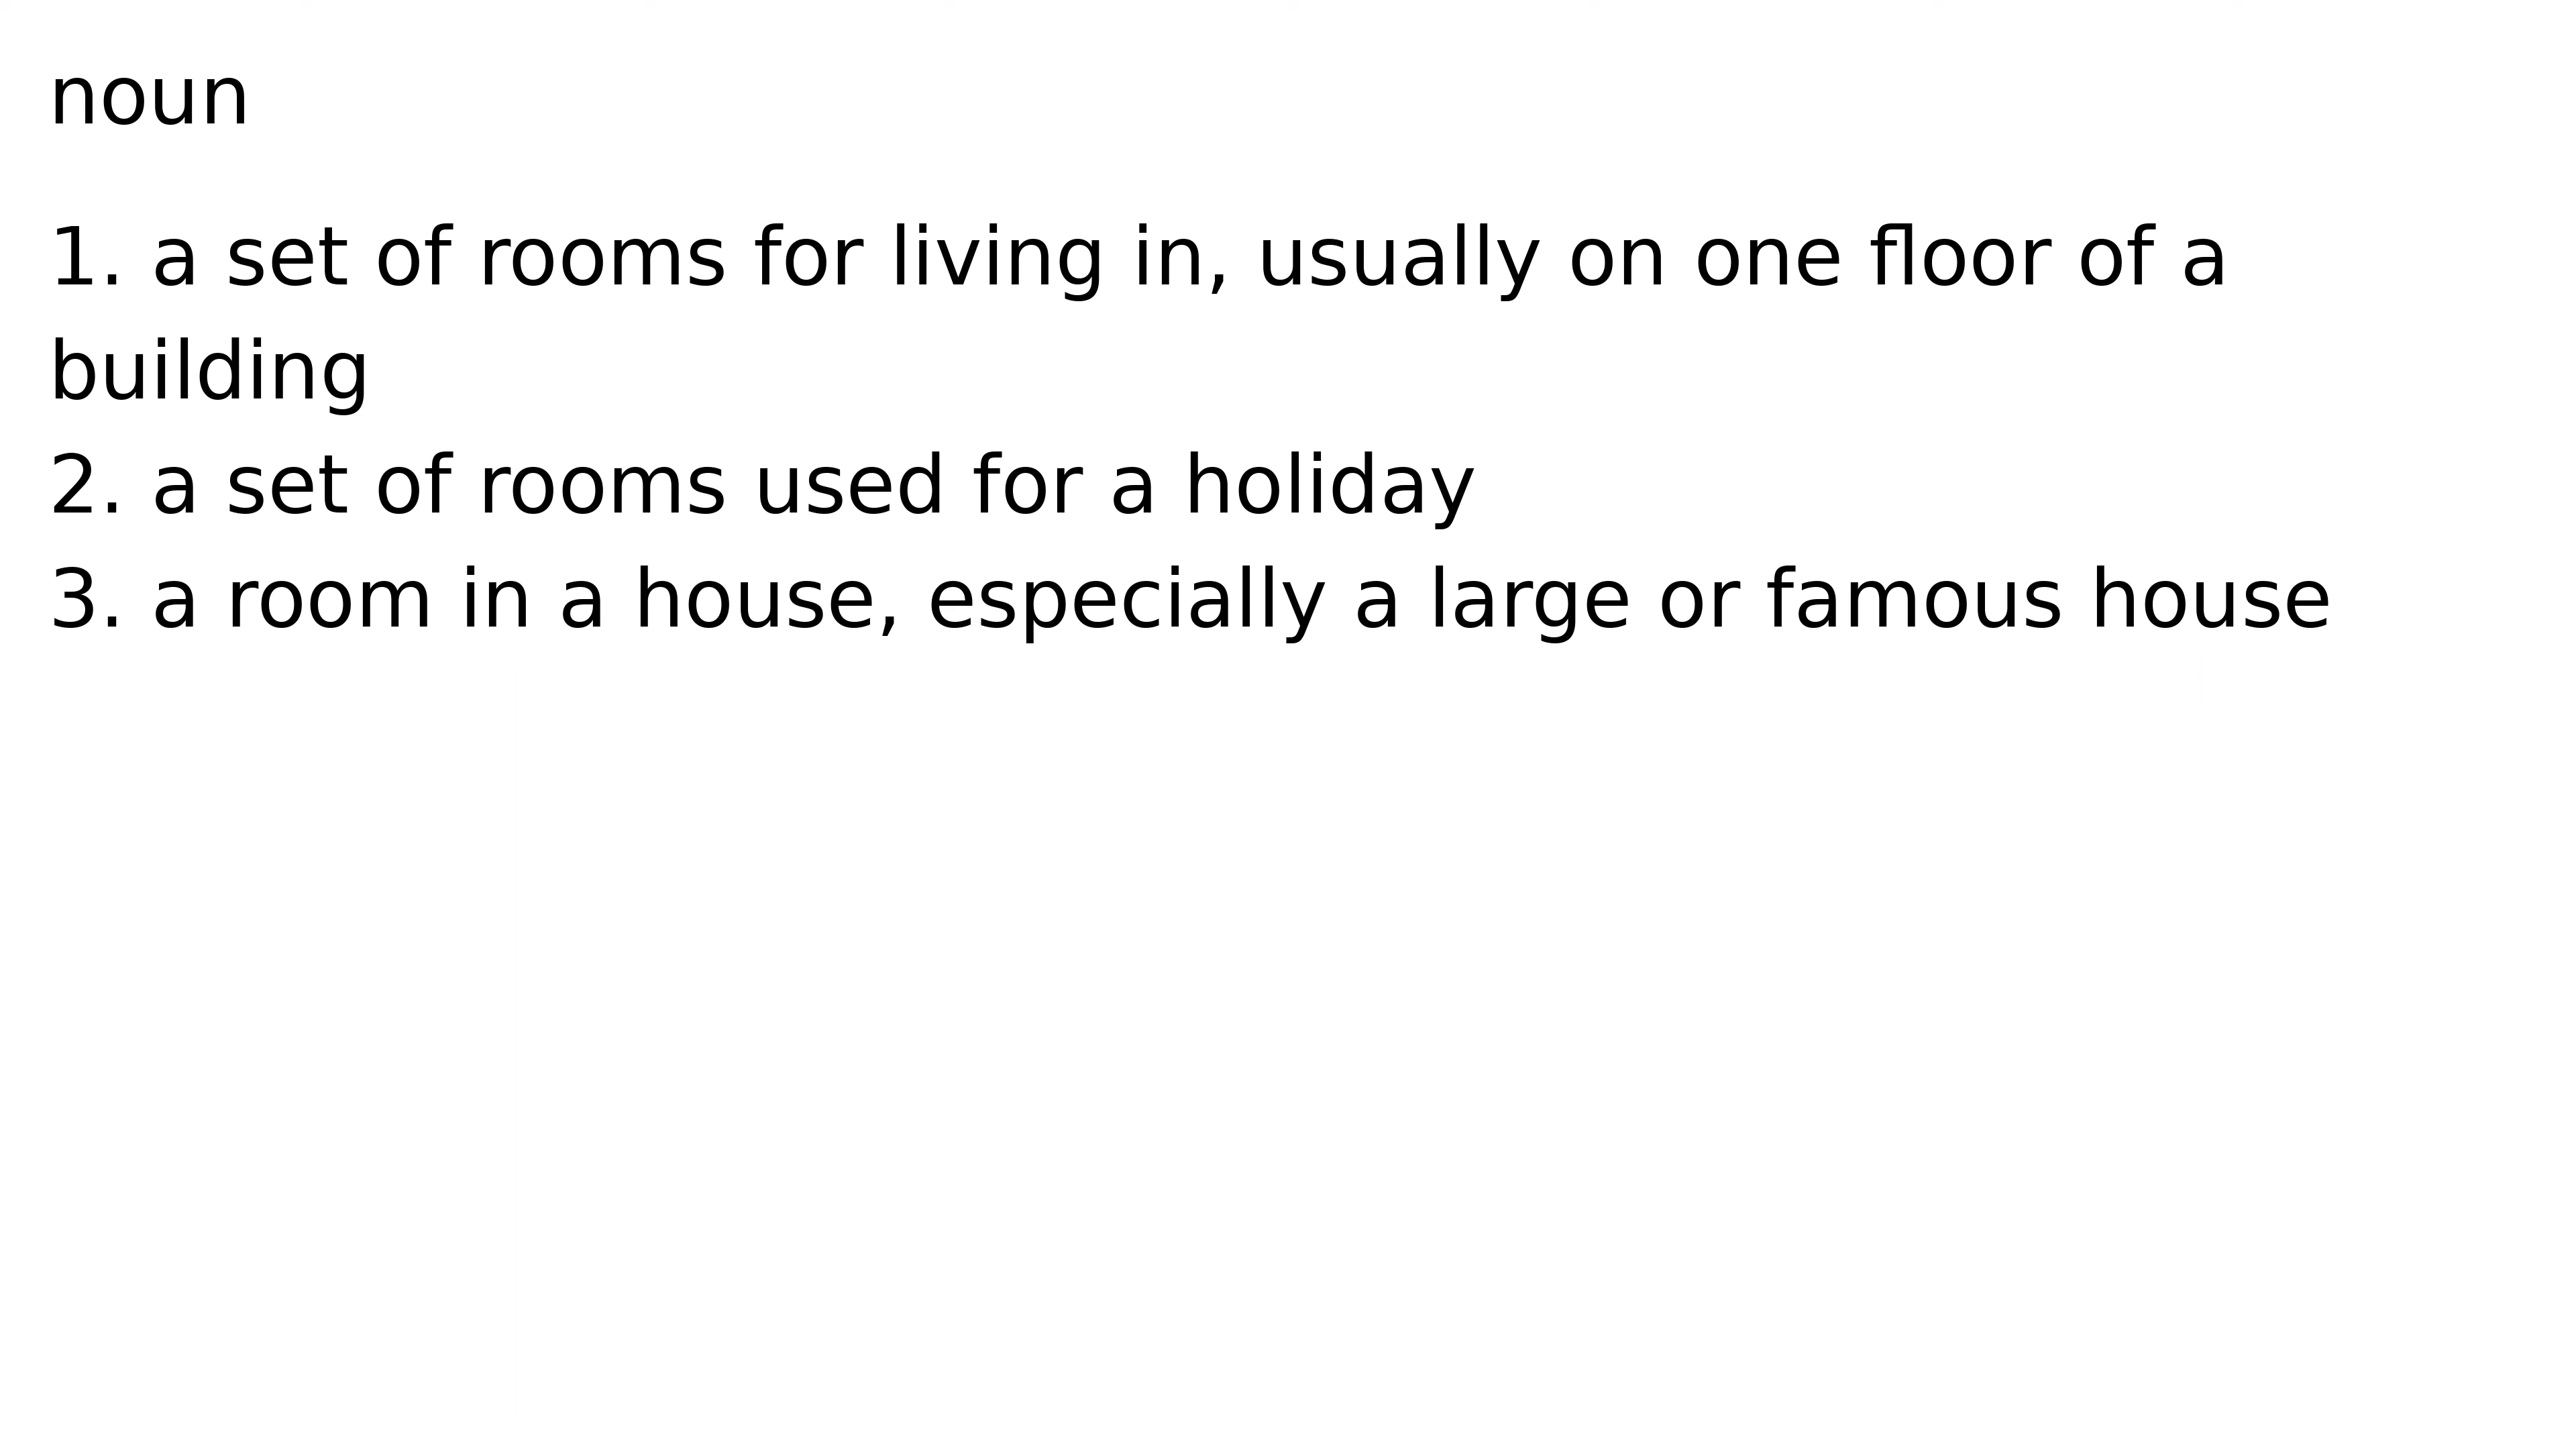 noun
1. a set of rooms for living in, usually on one floor of a
building
2. a set of rooms used for a holiday
3. a room in a house, especially a large or famous house